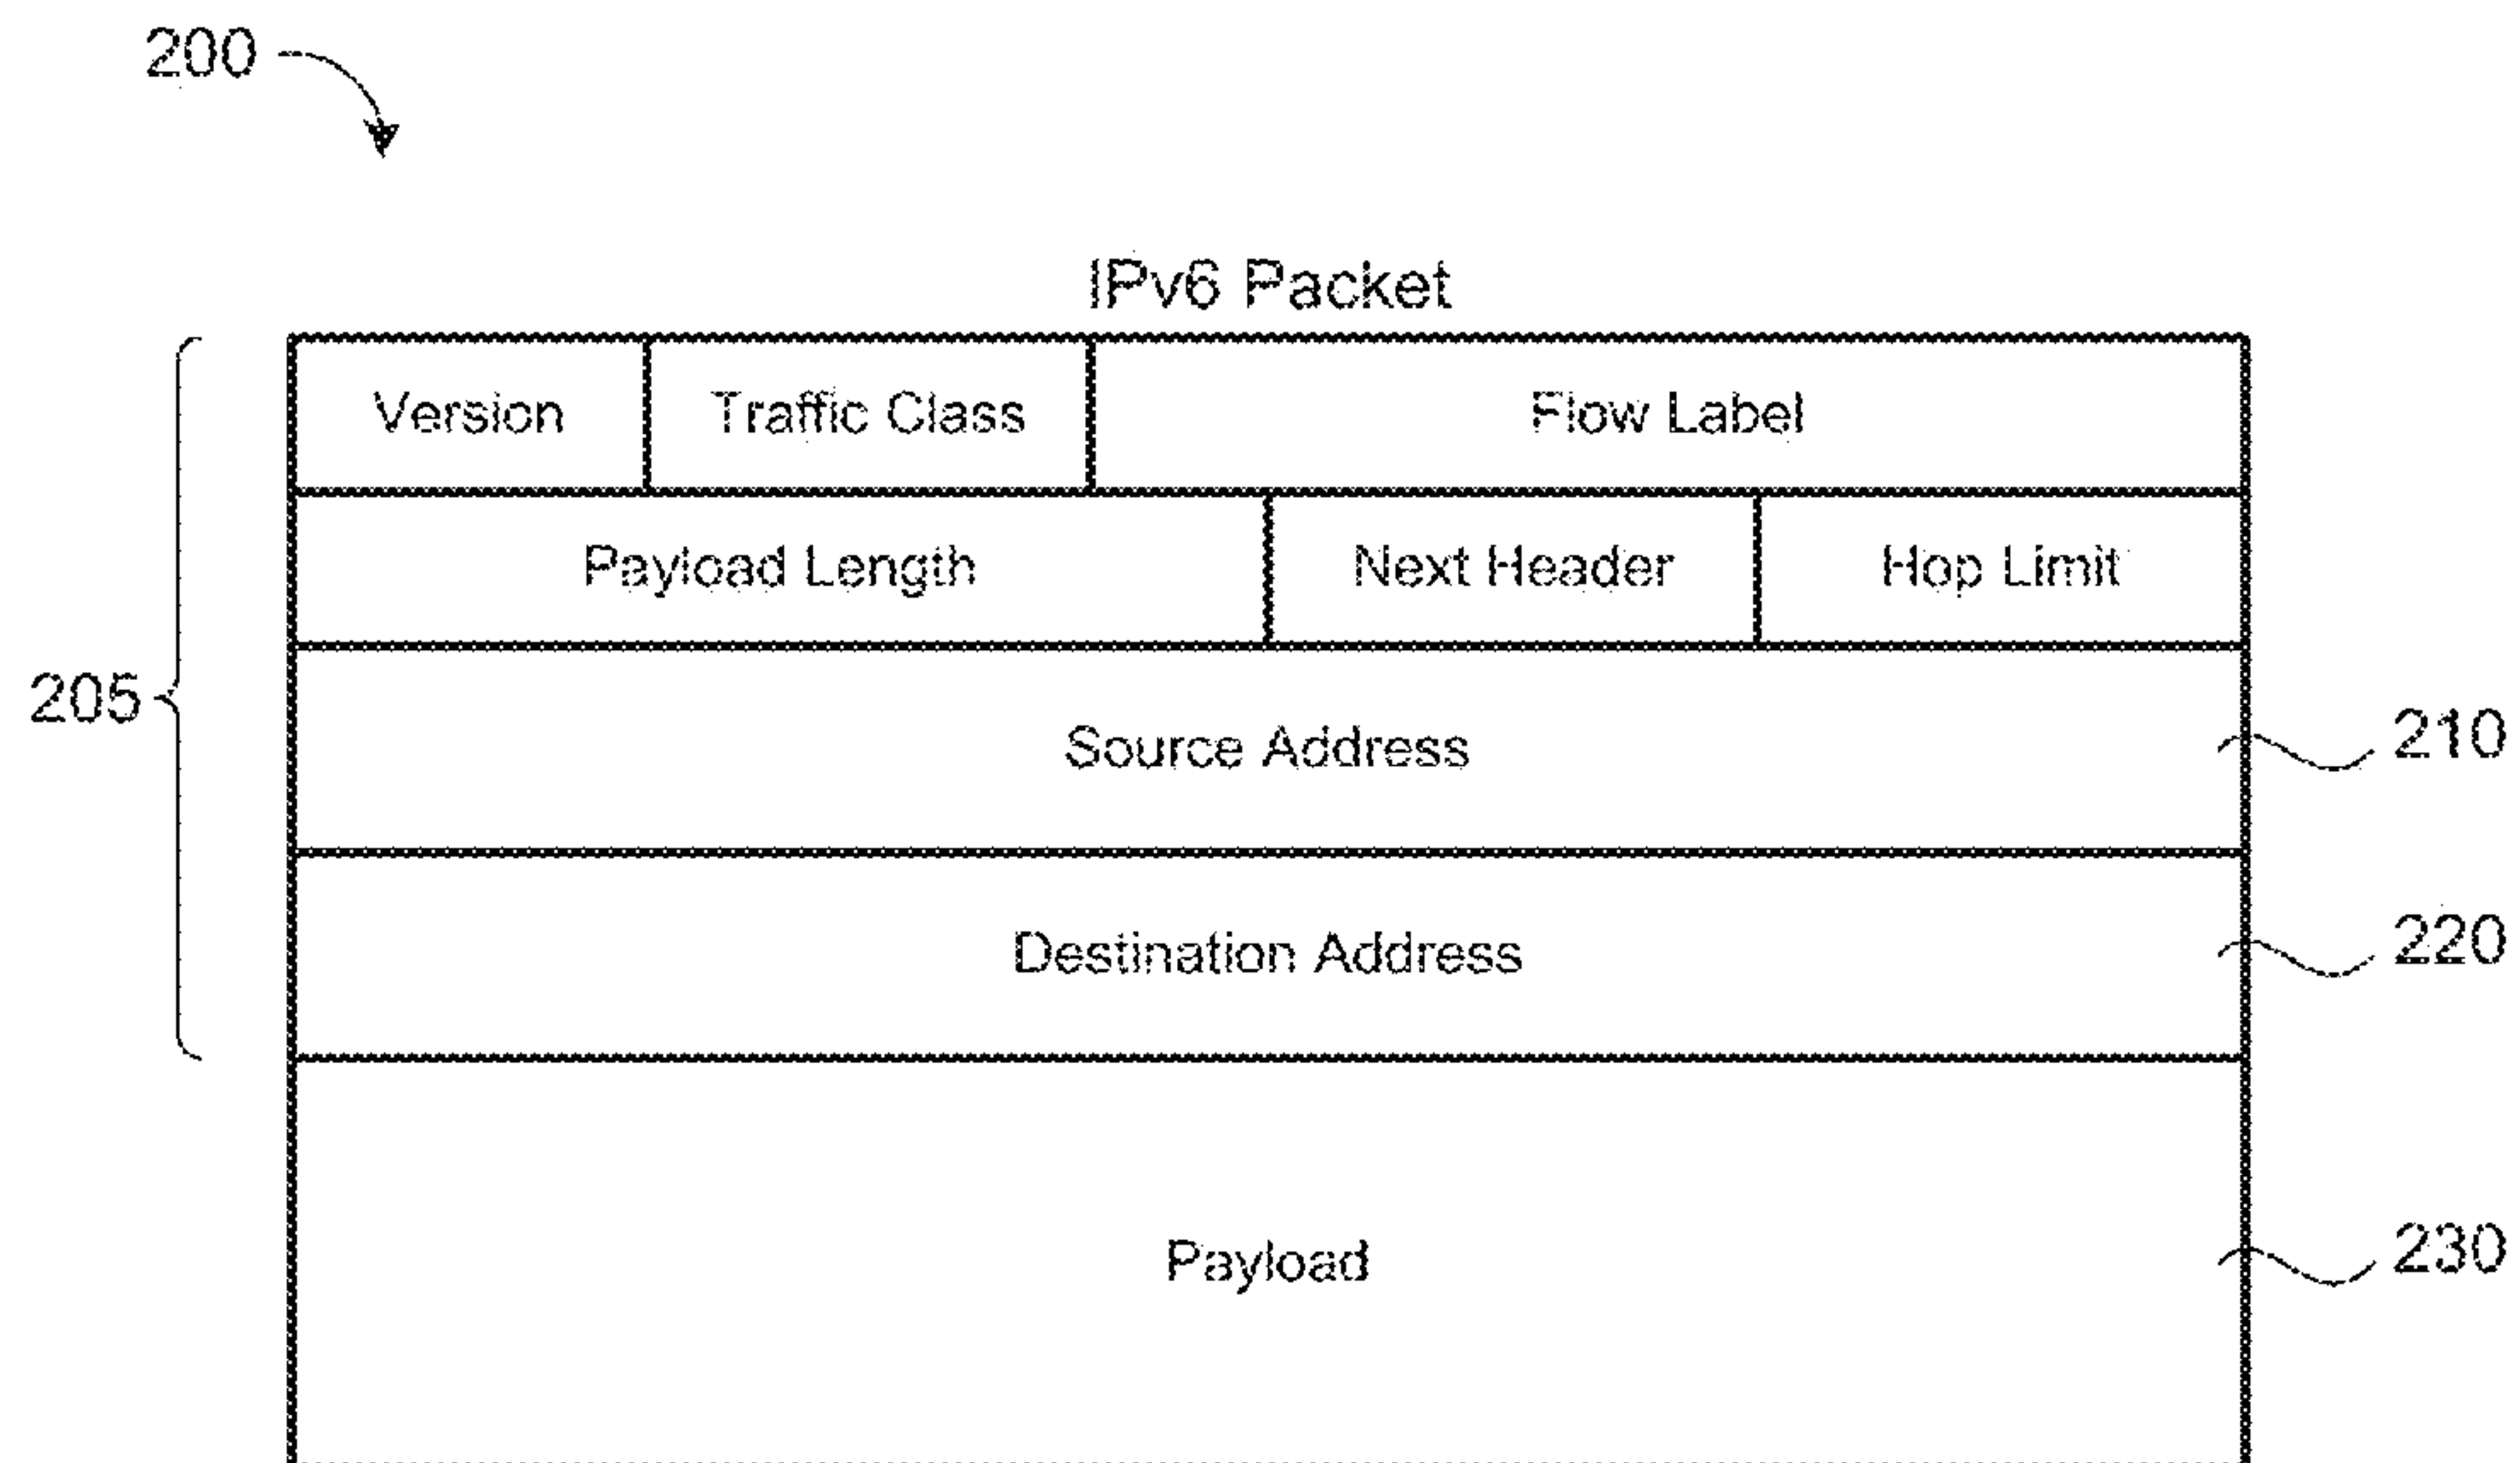 200
IPv6 Packet
Version Traffic Class Flow Label
Payload Length Next Header Hop Limit
205
Source Address 210
Destination Address 220
Payload 230